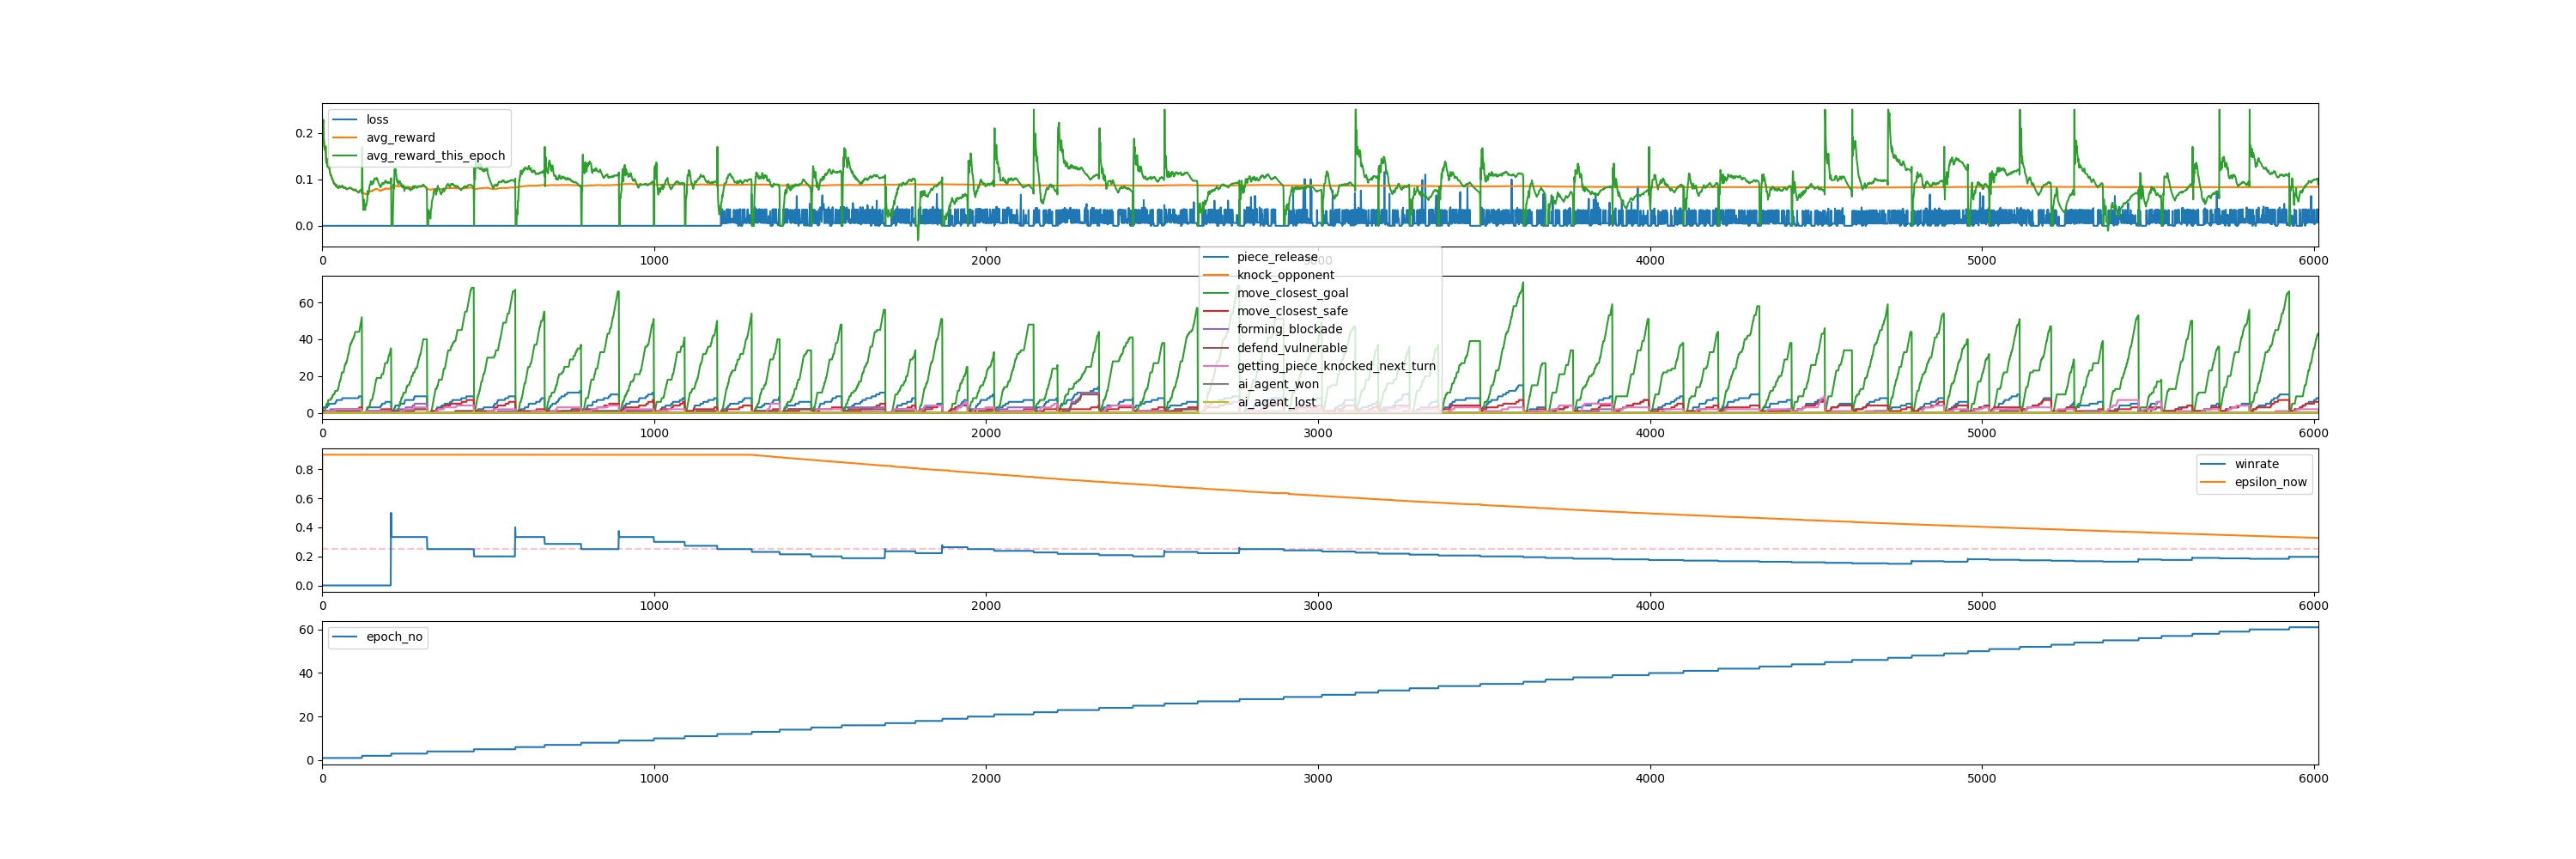 loss
avg_reward
avg_reward_this_epoch
0.2
0.1
0.0
0 1000 2000 3000 4000 5000 6000
piece_release
knock_opponent
move_closest_goal
move_closest_safe
forming_blockade
defend_vulnerable
getting_piece_knocked_next_turn
ai_agent_won
ai_agent_lost
60
40
20
0
0 1000 2000 3000 4000 5000 6000
winrate
epsilon_now
0.8
0.6
0.4
0.2
0.0
0 1000 2000 3000 4000 5000 6000
epoch_no
60
40
20
0
0 1000 2000 3000 4000 5000 6000